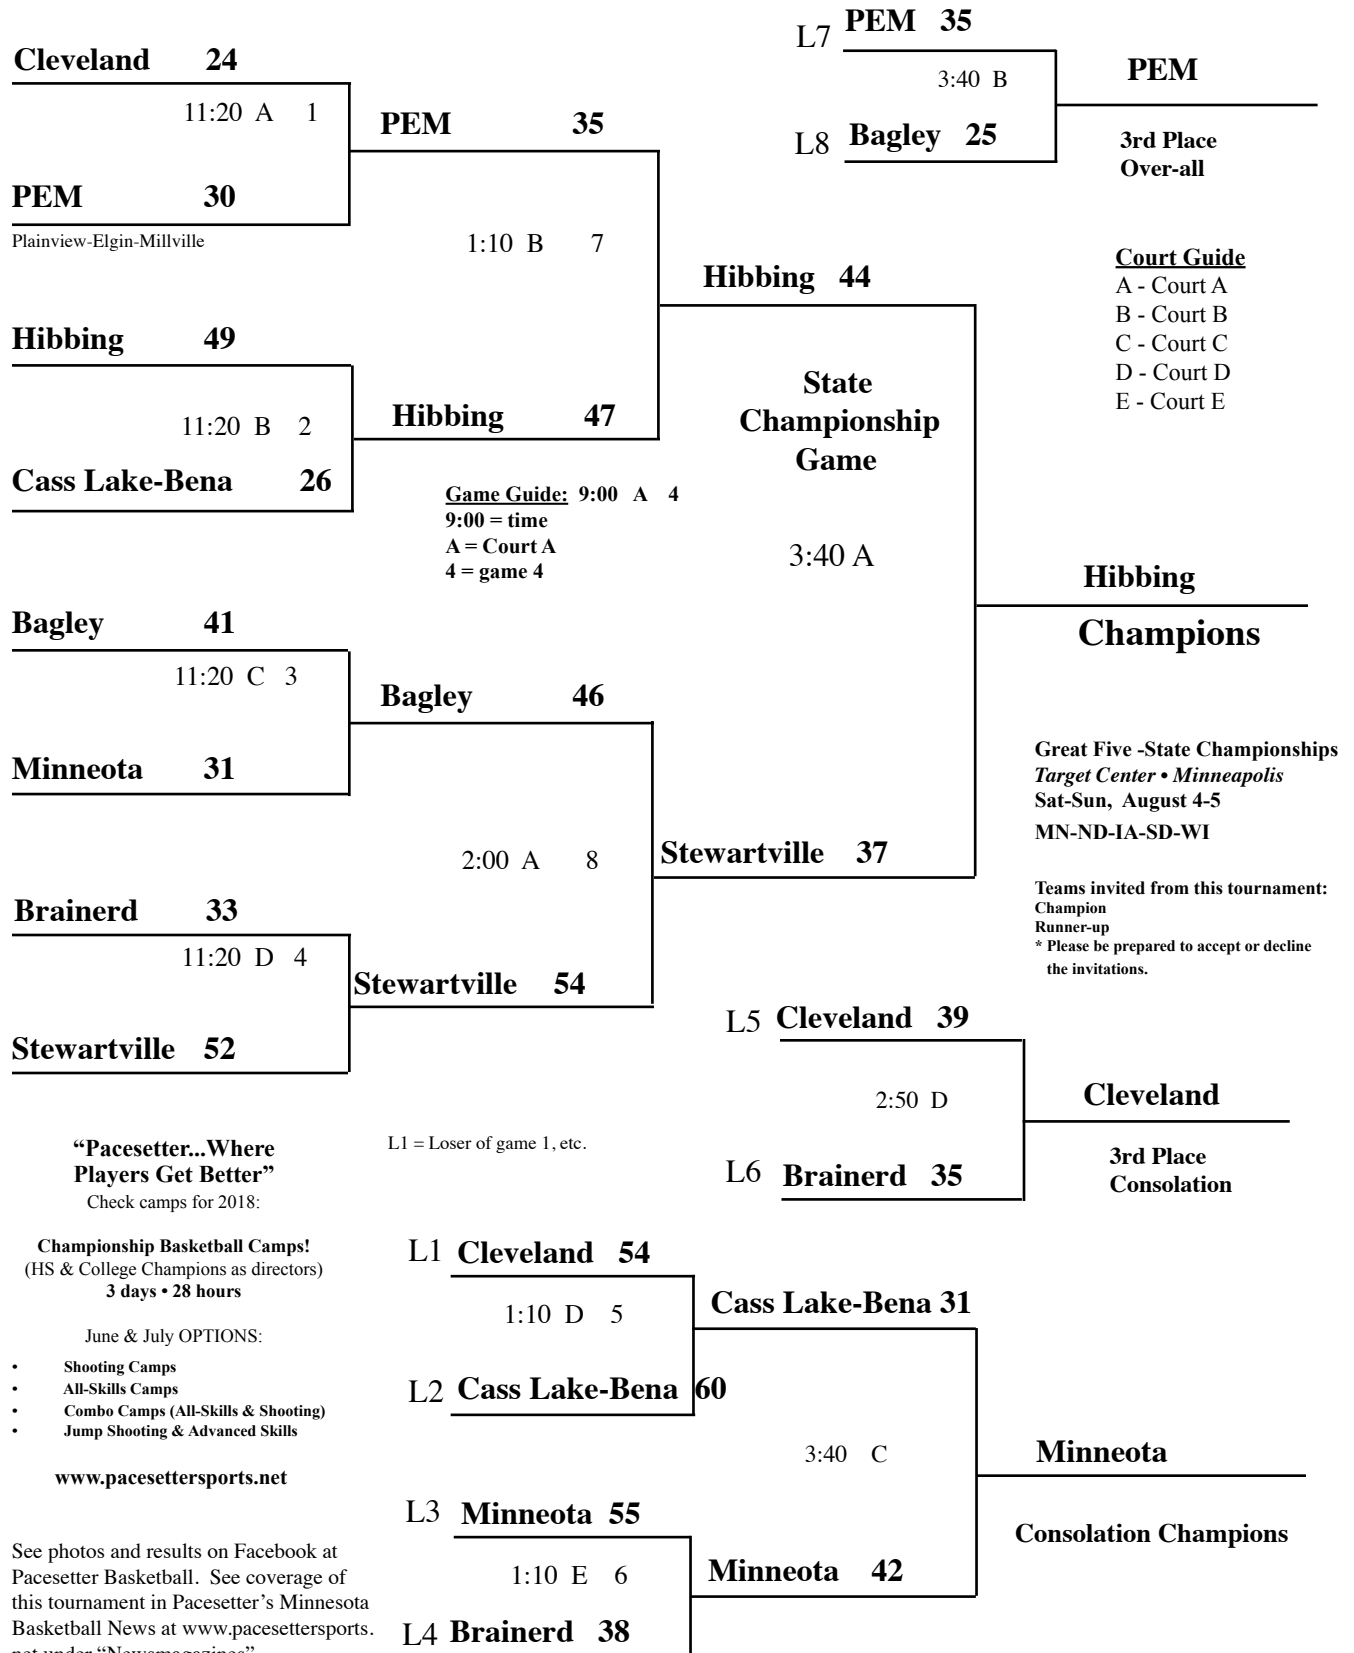 Cleveland 24
11:20 A 1
PEM 30
Plainview-Elgin-Millville
PEM 35
Hibbing 49
11:20 B 2
Cass Lake-Bena 26
1:10 B 7
Hibbing 47
Game Guide: 9:00 A 4
9:00 = time
A = Court A
4 = game 4
Bagley 41
11:20 C 3
Minneota 31
Bagley 46
Brainerd 33
11:20 D 4
Stewartville 52
2:00 A 8
Stewartville 54
Hibbing 44
State
Championship
Game
3:40 A
Stewartville 37
L7 PEM 35
3:40 B
L8 Bagley 25
PEM
3rd Place
Over-all
Court Guide
A - Court A
B - Court B
C - Court C
D - Court D
E - Court E
Hibbing
Champions
Great Five -State Championships
Target Center • Minneapolis
Sat-Sun, August 4-5
MN-ND-IA-SD-WI
Teams invited from this tournament:
Champion
Runner-up
* Please be prepared to accept or decline
the invitations.
L5 Cleveland 39
2:50 D
L6 Brainerd 35
Cleveland
3rd Place
Consolation
“Pacesetter...Where
Players Get Better”
Check camps for 2018:
Championship Basketball Camps!
(HS & College Champions as directors)
3 days • 28 hours
June & July OPTIONS:
• Shooting Camps
• All-Skills Camps
• Combo Camps (All-Skills & Shooting)
• Jump Shooting & Advanced Skills
www.pacesettersports.net
See photos and results on Facebook at
Pacesetter Basketball. See coverage of
this tournament in Pacesetter’s Minnesota
Basketball News at www.pacesettersports.
net under “Newsmagazines”
L1 = Loser of game 1, etc.
L1 Cleveland 54
1:10 D 5
L2 Cass Lake-Bena 60
Cass Lake-Bena 31
3:40 C
L3 Minneota 55
1:10 E 6
L4 Brainerd 38
Minneota 42
Minneota
Consolation Champions